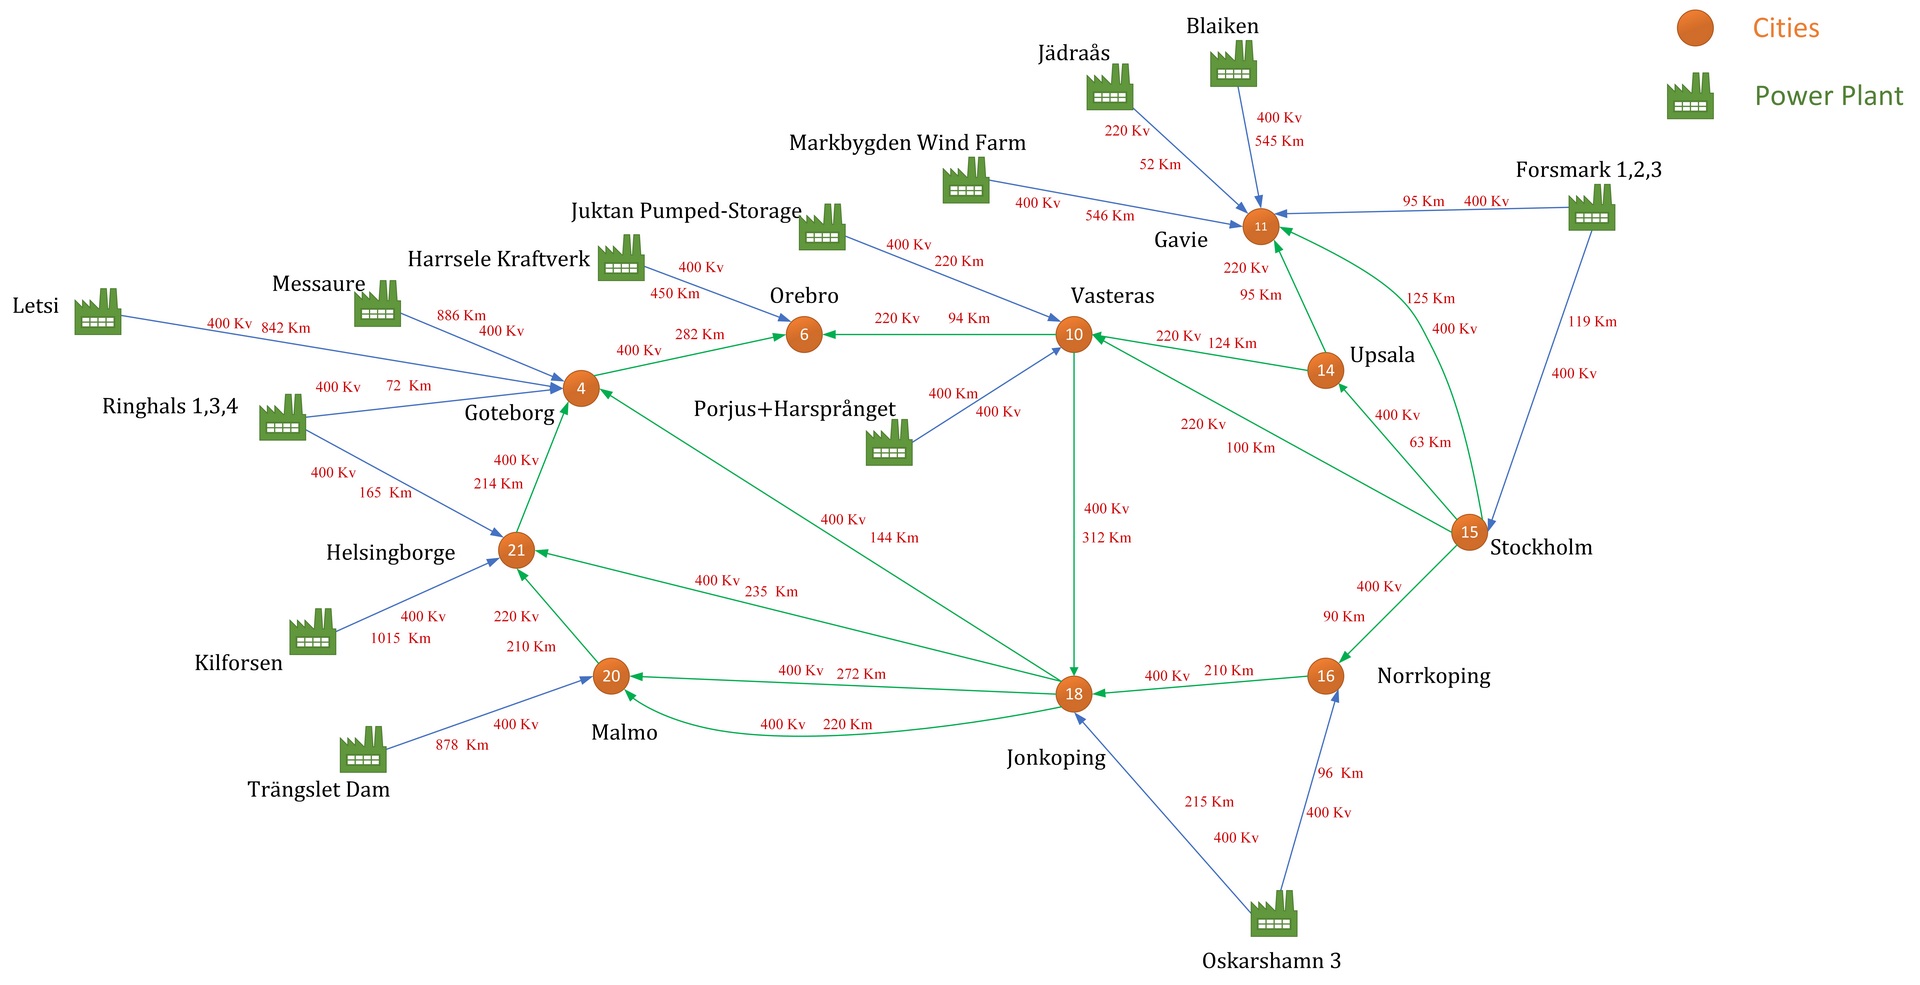 Blaiken
Cities
Jädraås
Power Plant
400 Kv
220 Kv
545 Km
Markbygden Wind Farm
52 Km
Forsmark 1,2,3
400 Kv
546 Km
95 Km 400 Kv
Juktan Pumped-Storage
11
Gavie
400 Kv
220 Km
Harrsele Kraftverk
400 Kv
450 Km
220 Kv
95 Km
Messaure
Orebro
Vasteras
125 Km
400 Kv
Letsi
886 Km
400 Kv
400 Kv 842 Km
282 Km
400 Kv
6
220 Kv 94 Km
10
220 Kv 124 Km
119 Km
Upsala
14
400 Kv
400 Kv 72 Km
4
Ringhals 1,3,4
Goteborg
400 Km
400 Kv
Porjus+Harsprånget
220 Kv
100 Km
400 Kv
63 Km
400 Kv
214 Km
400 Kv
165 Km
400 Kv
144 Km
400 Kv
312 Km
15
Stockholm
Helsingborge
21
400 Kv
235 Km
400 Kv
90 Km
400 Kv
1015 Km
220 Kv
210 Km
Kilforsen
20
400 Kv 272 Km
18
400 Kv 210 Km
16
Norrkoping
400 Kv
878 Km
Malmo
400 Kv 220 Km
Jonkoping
Trängslet Dam
96 Km
400 Kv
215 Km
400 Kv
Oskarshamn 3